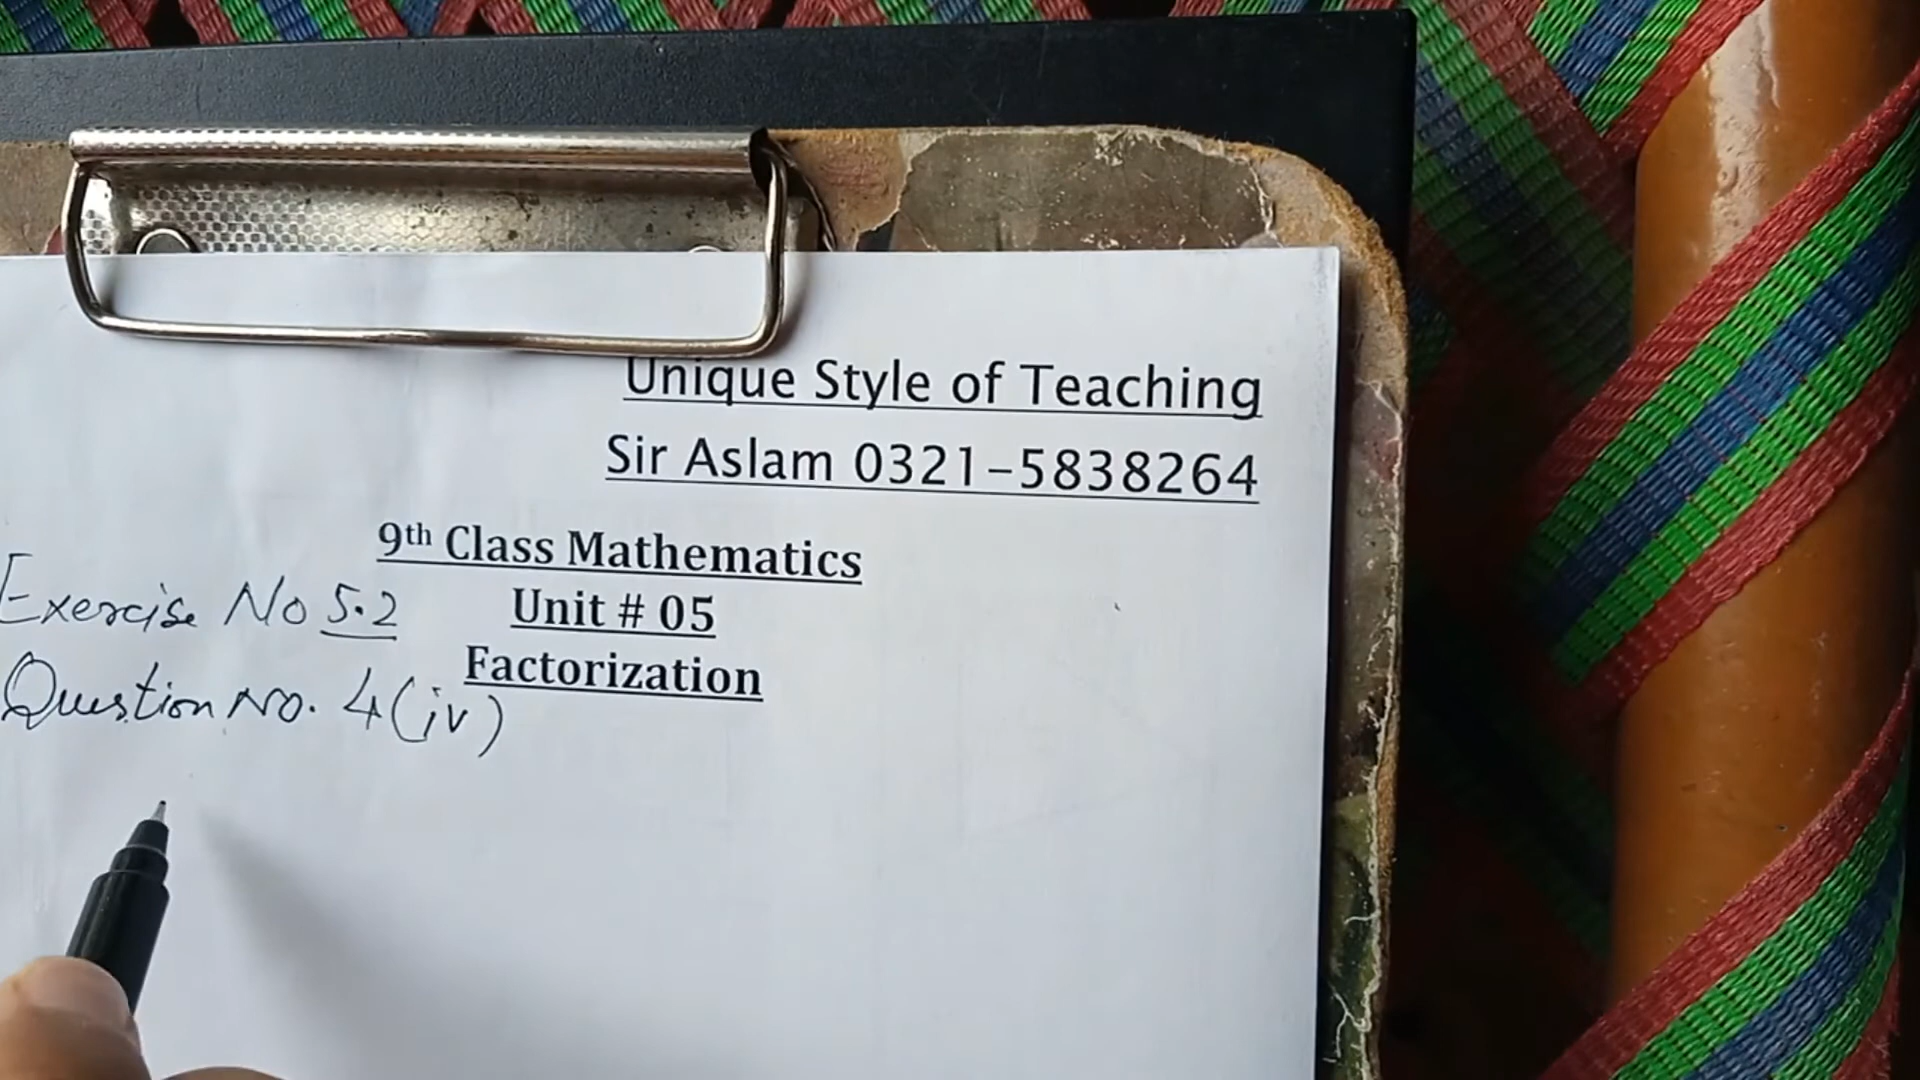 Unique Style of Teaching
Sir Aslam 0321-5838264
9th Class Mathematics
Exercise No 5.2
Unit # 05
Factorization
Question No. 4(iv)